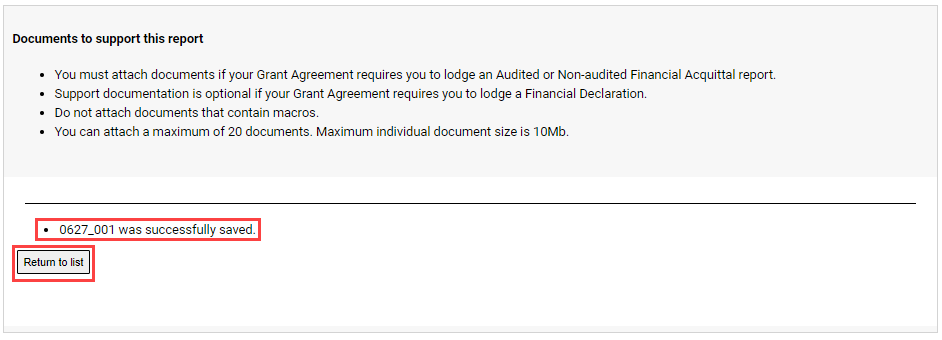 Documents to support this report
• You must attach documents if your Grant Agreement requires you to lodge an Audited or Non-audited Financial Acquittal report.
• Support documentation is optional if your Grant Agreement requires you to lodge a Financial Declaration.
• Do not attach documents that contain macros.
• You can attach a maximum of 20 documents. Maximum individual document size is 10Mb.
• 0627_001 was successfully saved.
Return to list